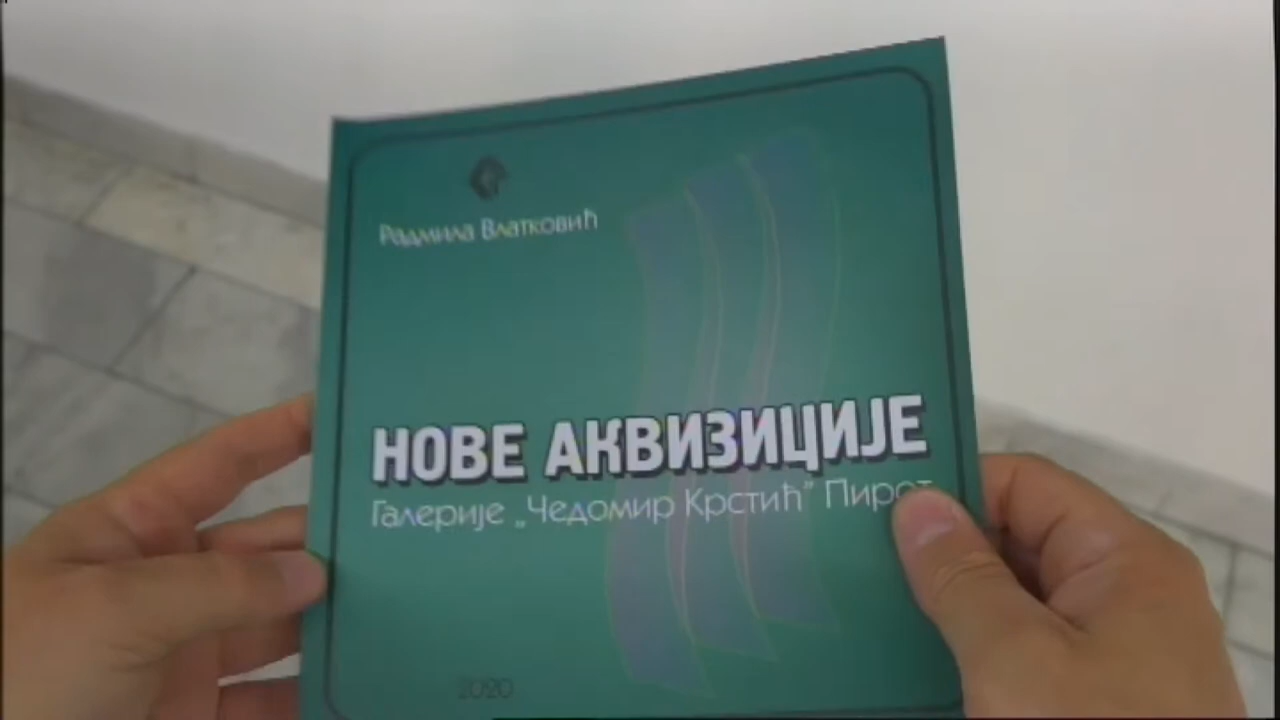 Радмила Влатковић
НОВЕ АКВИЗИЦИЈЕ
Галерије „Чедомир Крстић” Пирот
2020